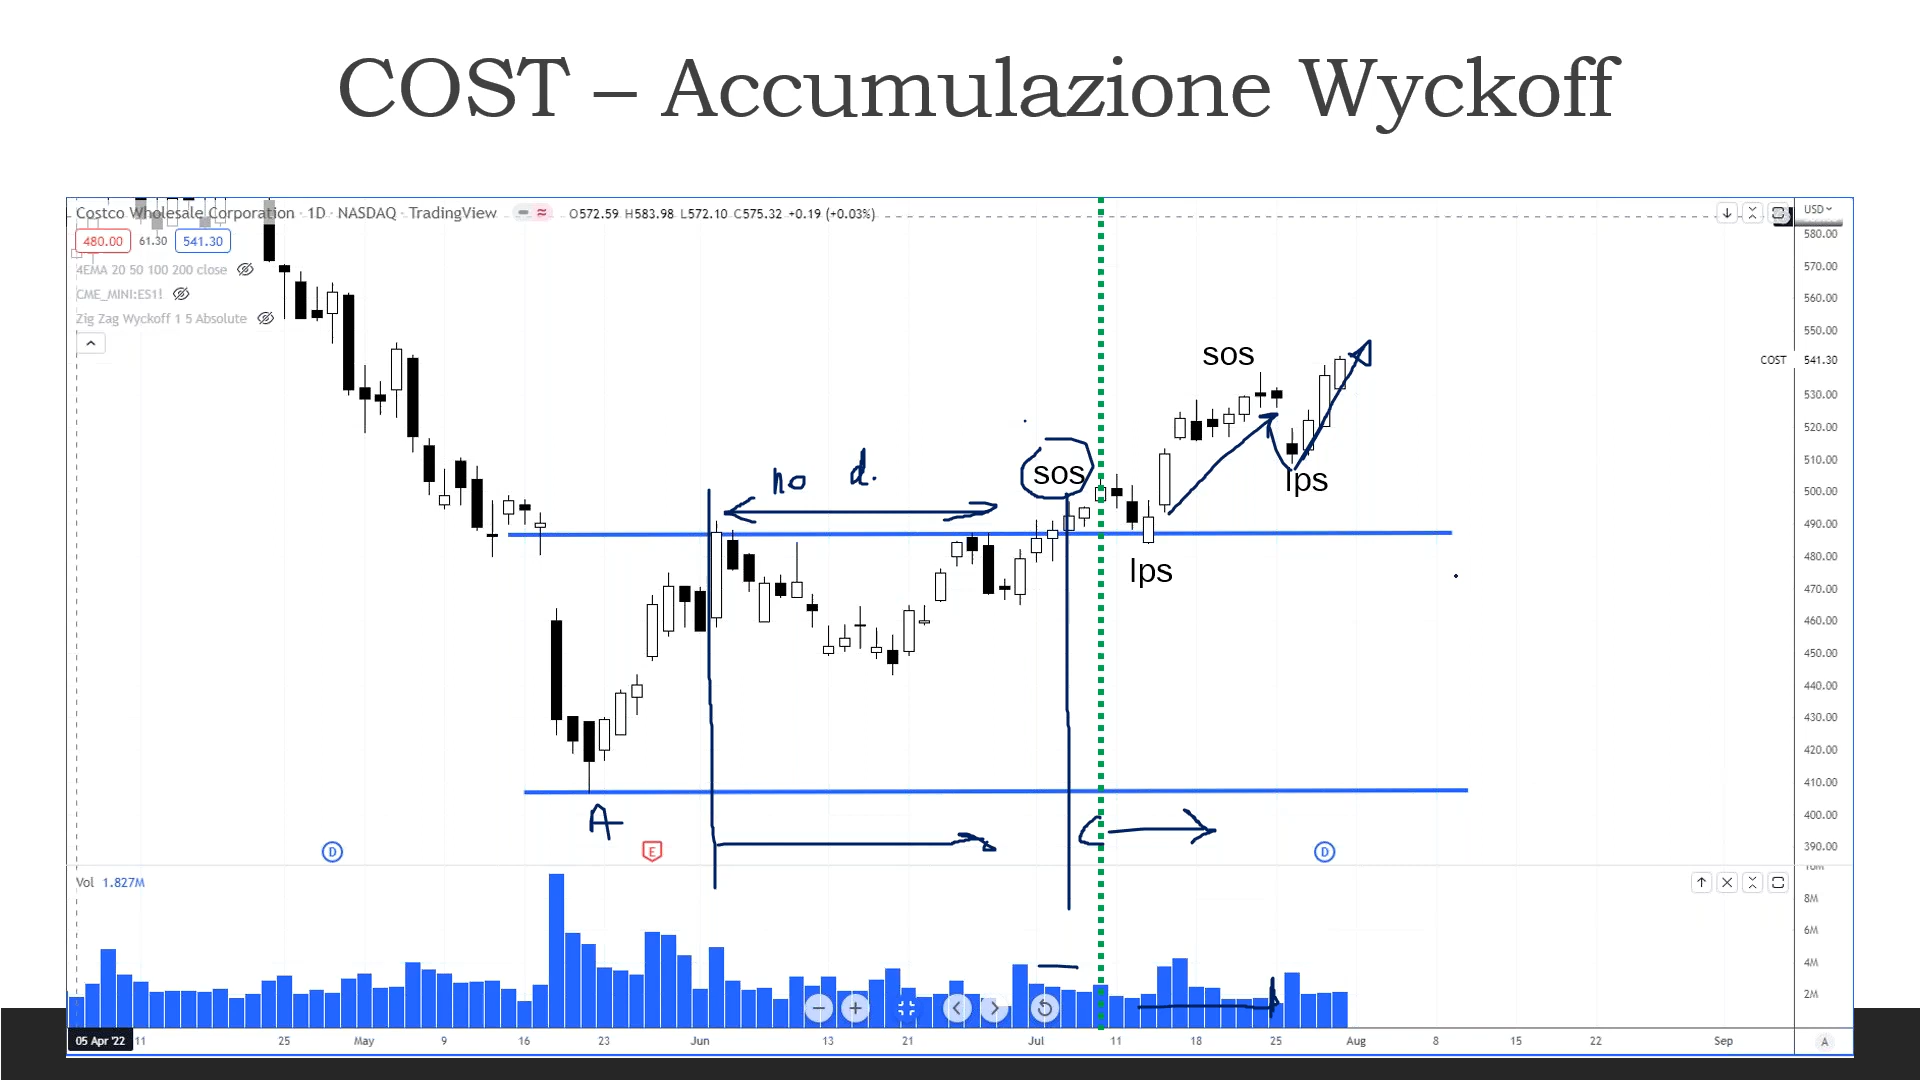 COST – Accumulazione Wyckoff
Costco Wholesale Corporation · 1D · NASDAQ · TradingView
O572.59 H583.98 L572.10 C575.32 +0.19 (+0.03%)
USD
480.00 61.30 541.30
4EMA 20 50 100 200 close
CME_MINI:ES1!
Zig Zag Wyckoff 1 5 Absolute
580.00
570.00
560.00
550.00
COST 541.30
530.00
520.00
510.00
500.00
490.00
480.00
470.00
460.00
450.00
440.00
430.00
420.00
410.00
400.00
390.00
sos
no d.
sos
lps
lps
A
D
E
D
Vol 1.827M
10M
8M
6M
4M
2M
05 Apr '22 11 25 May 9 16 23 Jun 13 21 Jul 11 18 25 Aug 8 15 22 Sep A